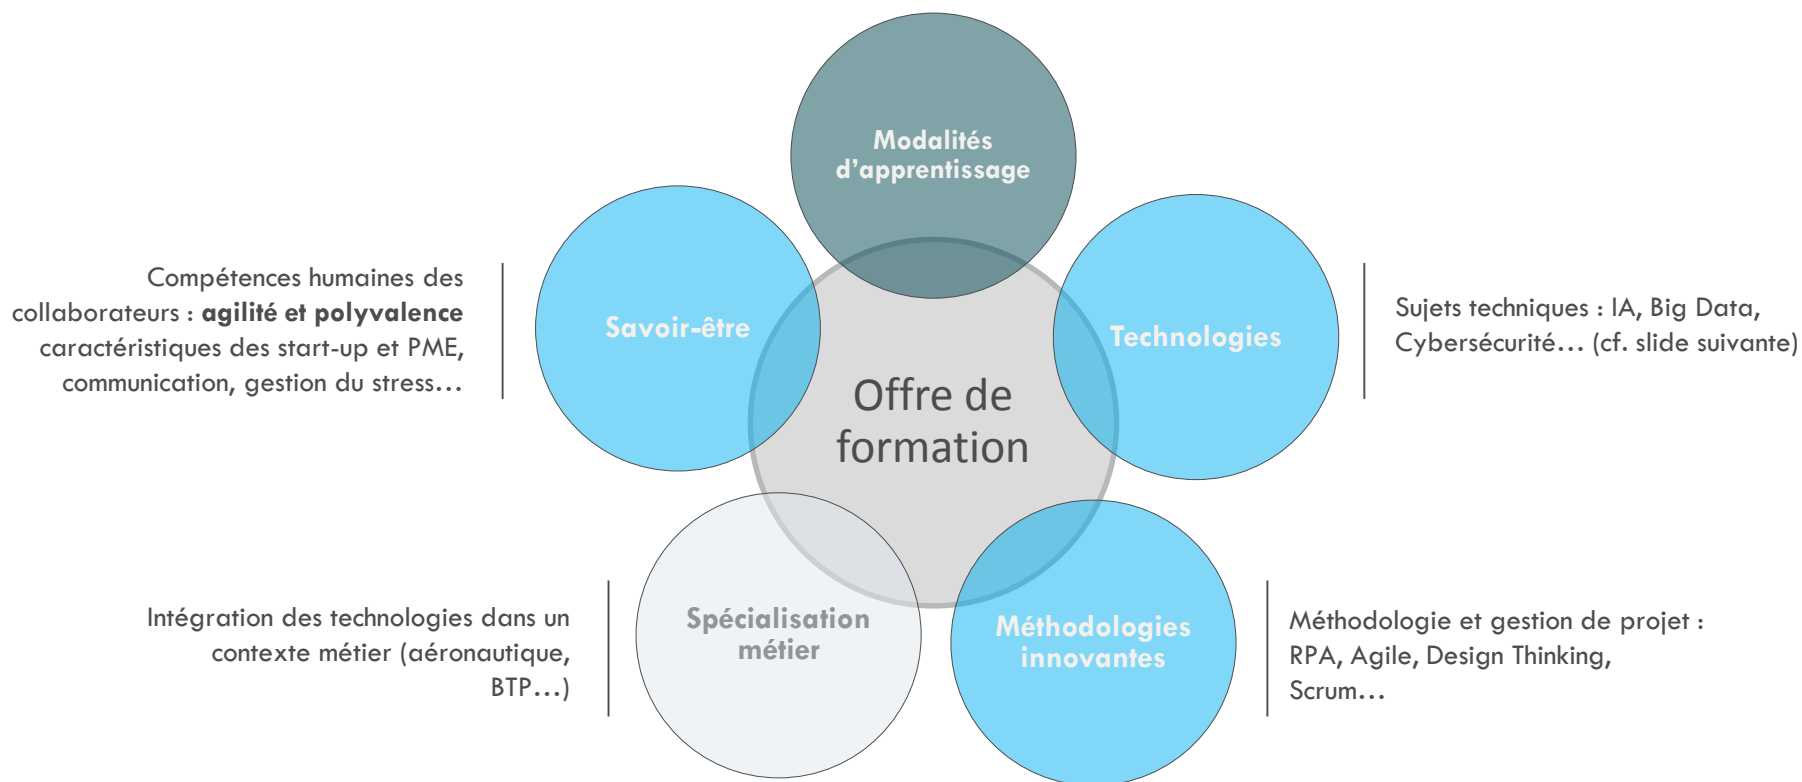 Modalités
d'apprentissage
Compétences humaines des
collaborateurs : agilité et polyvalence
caractéristiques des start-up et PME,
communication, gestion du stress…
Savoir-être
Technologies
Sujets techniques : IA, Big Data,
Cybersécurité… (cf. slide suivante)
Offre de
formation
Intégration des technologies dans un
contexte métier (aéronautique,
BTP…)
Spécialisation
métier
Méthodologies
innovantes
Méthodologie et gestion de projet :
RPA, Agile, Design Thinking,
Scrum…